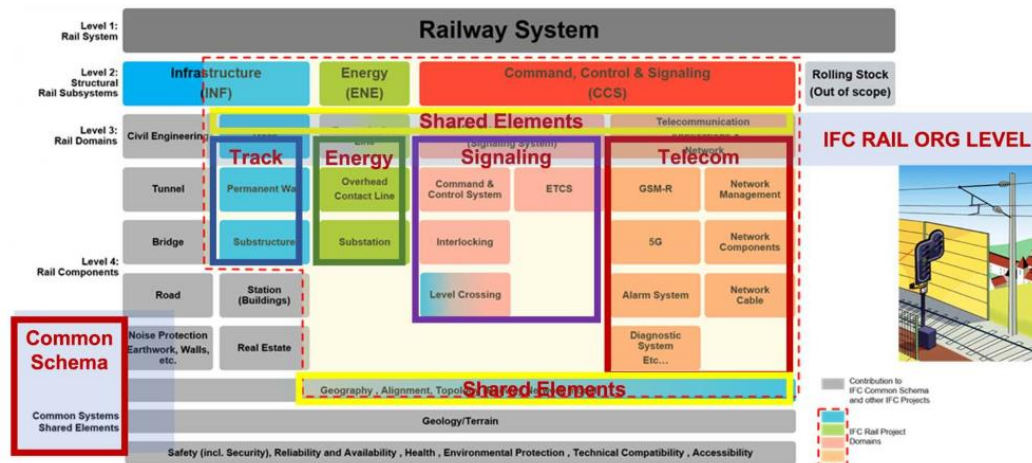 Level 1:
Rail System
Railway System
Level 2:
Structural
Rail Subsystems
Infrastructure
(INF)
Energy
(ENE)
Command, Control & Signaling
(CCS)
Rolling Stock
(Out of scope)
Level 3:
Rail Domains
Civil Engineering
Shared Elements
Telecommunication
(Signaling System)
Network
IFC RAIL ORG LEVEL
Track
Energy
Signaling
Telecom
Level 4:
Rail Components
Tunnel
Permanent Wa
Overhead
Contact Line
Command &
Control System
ETCS
GSM-R
Network
Management
Bridge
Substructure
Substation
Interlocking
5G
Network
Components
Road
Station
(Buildings)
Level Crossing
Alarm System
Network
Cable
Noise Protection
Earthwork, Walls,
etc.
Real Estate
Diagnostic
System
Etc...
Common
Schema
Common Systems
Shared Elements
Geography , Alignment, Topology
Shared Elements
Geology/Terrain
Safety (incl. Security), Reliability and Availability , Health , Environmental Protection , Technical Compatibility , Accessibility
Contribution to
IFC Common Schema
and other IFC Projects
IFC Rail Project
Domains